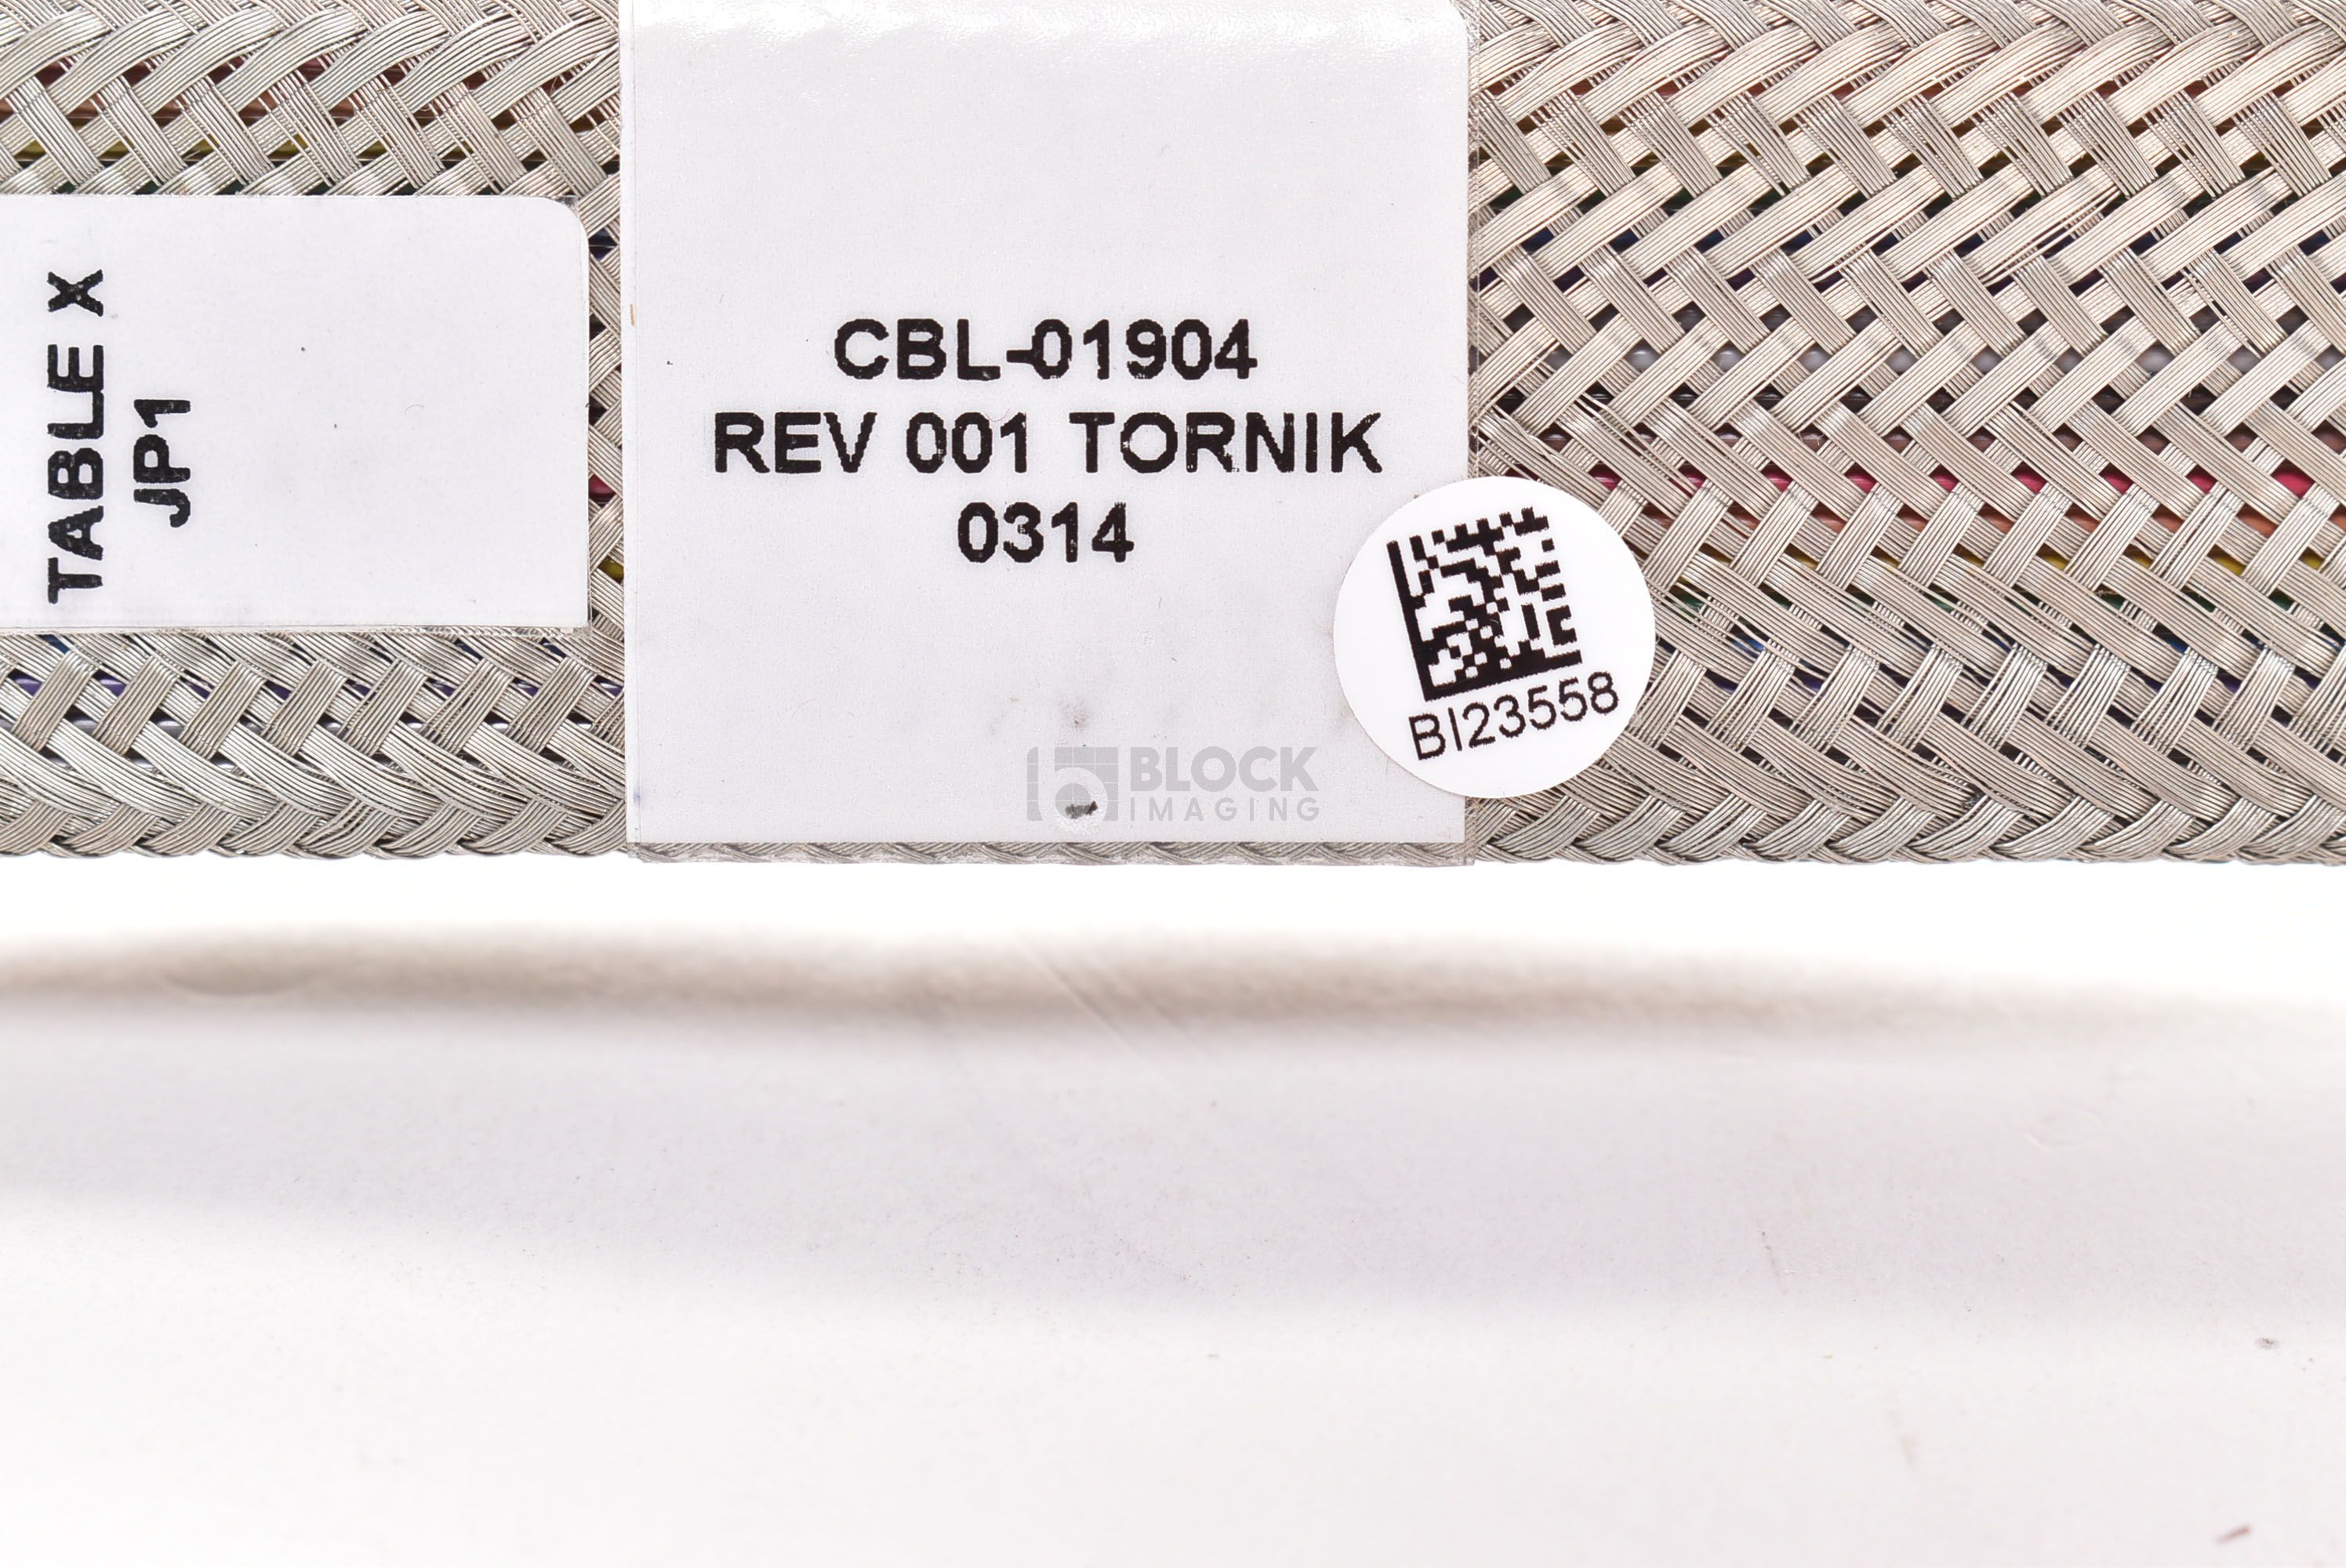 TABLE X
JP1
CBL-01904
REV 001 TORNIK
0314
BI23558
BLOCK
IMAGING